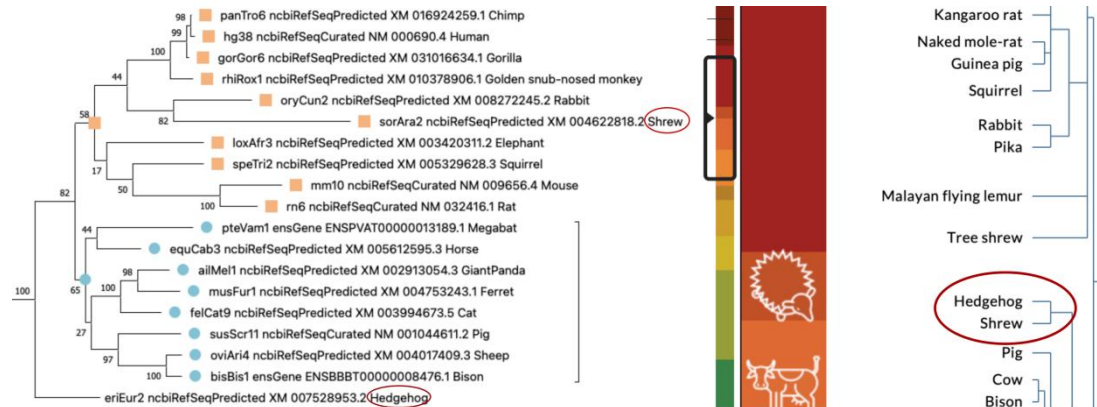 98
panTro6 ncbiRefSeqPredicted XM 016924259.1 Chimp
99
hg38 ncbiRefSeqCurated NM 000690.4 Human
100
gorGor6 ncbiRefSeqPredicted XM 031016634.1 Gorilla
44
rhiRox1 ncbiRefSeqPredicted XM 010378906.1 Golden snub-nosed monkey
oryCun2 ncbiRefSeqPredicted XM 008272245.2 Rabbit
82
sorAra2 ncbiRefSeqPredicted XM 004622818.2 Shrew
58
loxAfr3 ncbiRefSeqPredicted XM 003420311.2 Elephant
17
speTri2 ncbiRefSeqPredicted XM 005329628.3 Squirrel
50
mm10 ncbiRefSeqCurated NM 009656.4 Mouse
100
rn6 ncbiRefSeqCurated NM 032416.1 Rat
82
44
pteVam1 ensGene ENSPVAT00000013189.1 Megabat
equCab3 ncbiRefSeqPredicted XM 005612595.3 Horse
65
98
ailMel1 ncbiRefSeqPredicted XM 002913054.3 GiantPanda
100
musFur1 ncbiRefSeqPredicted XM 004753243.1 Ferret
felCat9 ncbiRefSeqPredicted XM 003994673.5 Cat
27
susScr11 ncbiRefSeqCurated NM 001044611.2 Pig
97
oviAri4 ncbiRefSeqPredicted XM 004017409.3 Sheep
100
bisBis1 ensGene ENSBBBT00000008476.1 Bison
100
eriEur2 ncbiRefSeqPredicted XM 007528953.2 Hedgehog
Kangaroo rat
Naked mole-rat
Guinea pig
Squirrel
Rabbit
Pika
Malayan flying lemur
Tree shrew
Hedgehog
Shrew
Pig
Cow
Bison